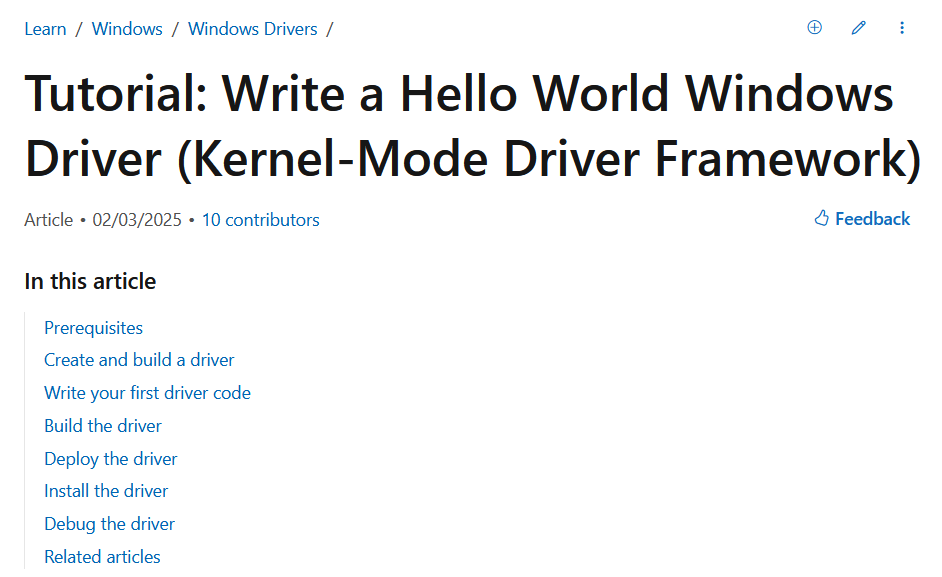 Learn / Windows / Windows Drivers /
Tutorial: Write a Hello World Windows
Driver (Kernel-Mode Driver Framework)
Article • 02/03/2025 • 10 contributors
Feedback
In this article
Prerequisites
Create and build a driver
Write your first driver code
Build the driver
Deploy the driver
Install the driver
Debug the driver
Related articles